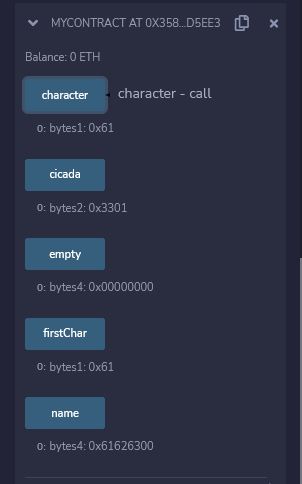 MYCONTRACT AT 0X358...D5EE3
Balance: 0 ETH
character character - call
0: bytes1: 0x61
cicada
0: bytes2: 0x3301
empty
0: bytes4: 0x00000000
firstChar
0: bytes1: 0x61
name
0: bytes4: 0x61626300